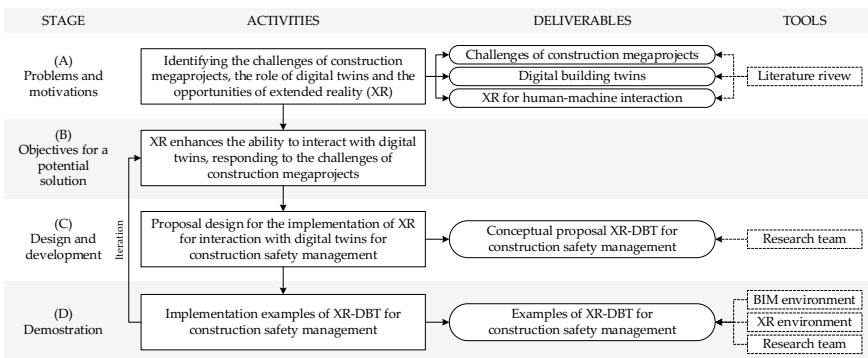 STAGE
ACTIVITIES
DELIVERABLES
TOOLS
(A)
Problems and
motivations
Identifying the challenges of construction
megaprojects, the role of digital twins and the
opportunities of extended reality (XR)
Challenges of construction megaprojects
Digital building twins
XR for human-machine interaction
Literature rivew
(B)
Objectives for a
potential
solution
XR enhances the ability to interact with digital
twins, responding to the challenges of
construction megaprojects
Iteration
(C)
Design and
development
Proposal design for the implementation of XR
for interaction with digital twins for
construction safety management
Conceptual proposal XR-DBT for
construction safety management
Research team
(D)
Demostration
Implementation examples of XR-DBT for
construction safety management
Examples of XR-DBT for
construction safety management
BIM environment
XR environment
Research team